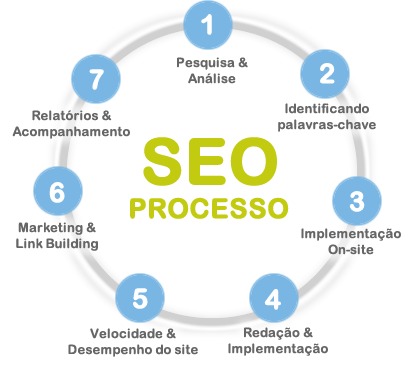 1
Pesquisa &
Análise
2
Identificando
palavras-chave
3
Implementação
On-site
4
Redação &
Implementação
5
Velocidade &
Desempenho do site
6
Marketing &
Link Building
7
Relatórios &
Acompanhamento
SEO
PROCESSO